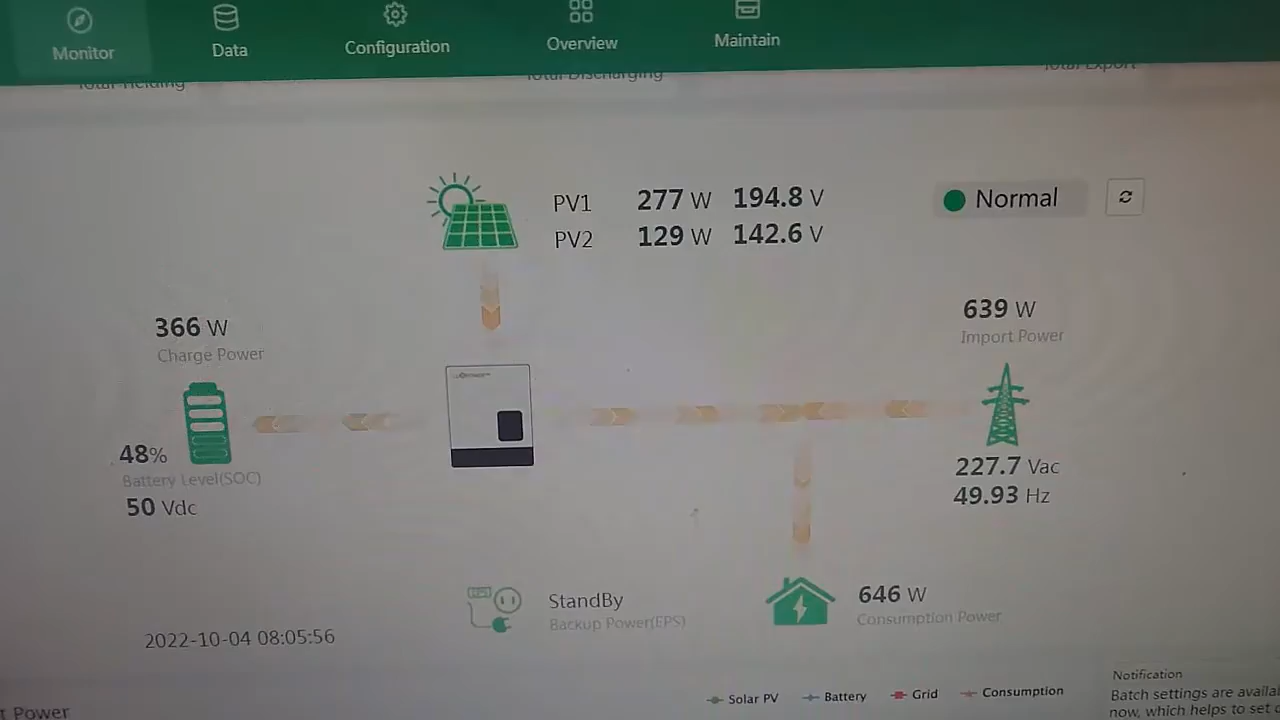 Monitor
Data
Configuration
Overview
Maintain
Total Discharging
Total Export
PV1 277 W 194.8 V
PV2 129 W 142.6 V
Normal
366 W
Charge Power
639 W
Import Power
48%
Battery Level(SOC)
50 Vdc
227.7 Vac
49.93 Hz
StandBy
Backup Power(EPS)
646 W
Consumption Power
2022-10-04 08:05:56
Solar PV
Battery
Grid
Consumption
Notification
Batch settings are
now, which helps to set
Power